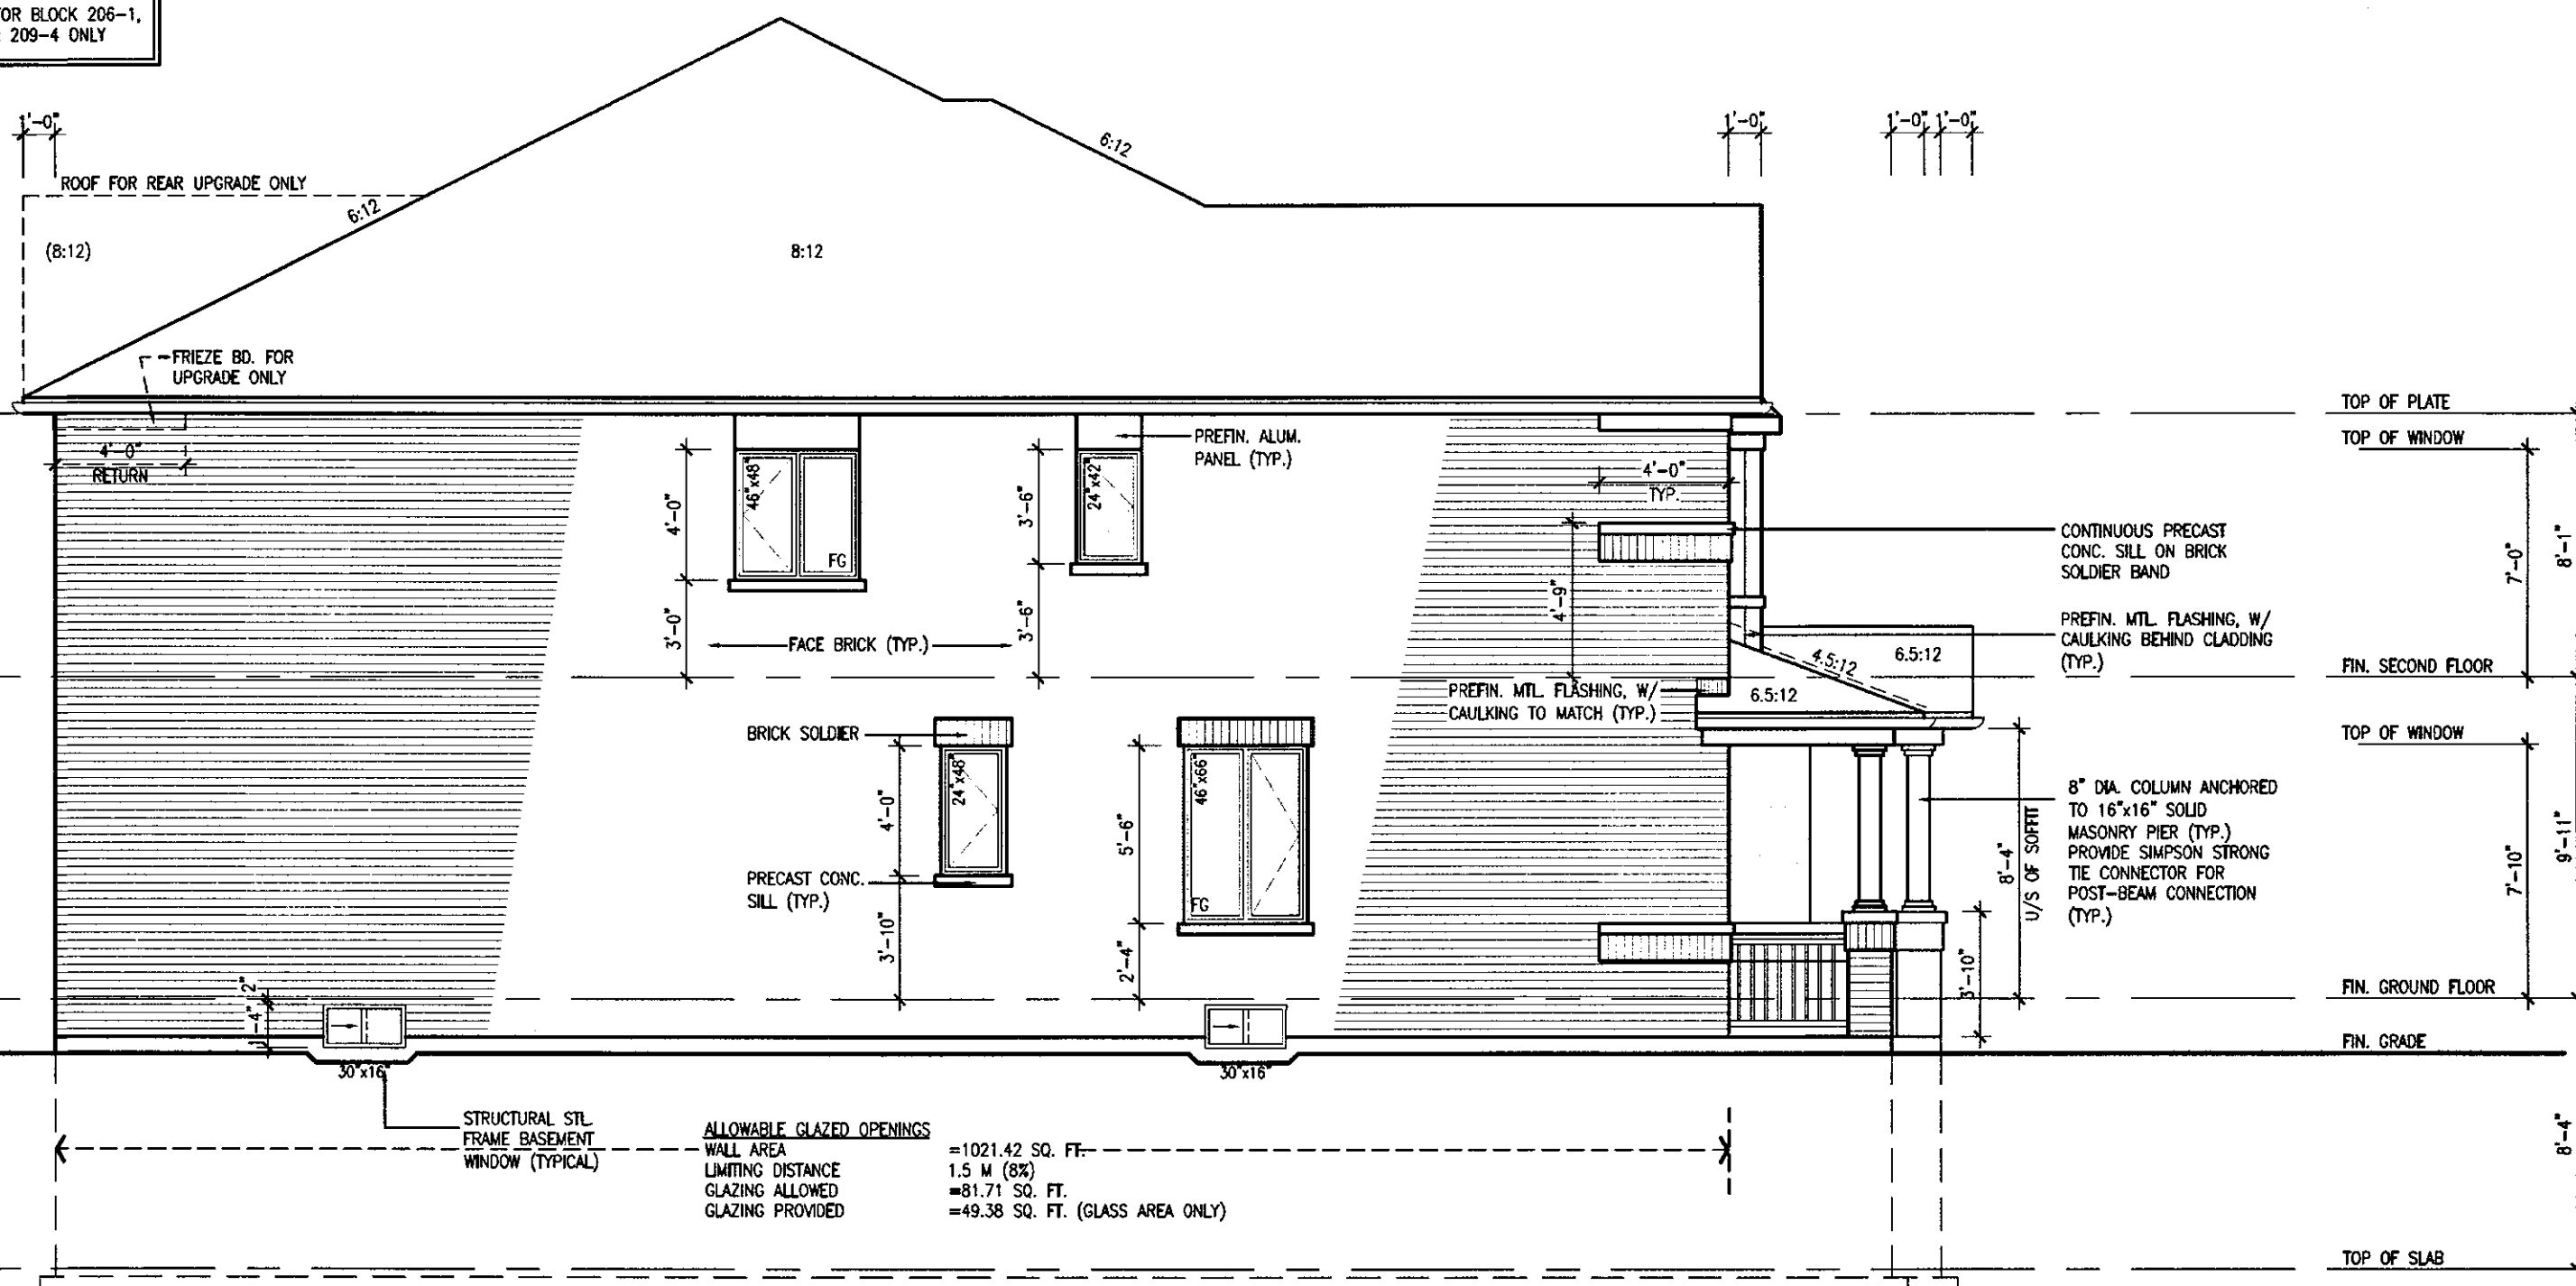 OR BLOCK 206-1,
209-4 ONLY
1'-0"
1'-0"
1'-0"
1'-0"
ROOF FOR REAR UPGRADE ONLY
6:12
6:12
(8:12)
8:12
FRIEZE BD. FOR
UPGRADE ONLY
4'-0"
RETURN
46"x48"
FG
4'-0"
3'-0"
24"x42"
3'-6"
3'-6"
PREFIN. ALUM.
PANEL (TYP.)
FACE BRICK (TYP.)
4'-0"
TYP.
4'-9"
CONTINUOUS PRECAST
CONC. SILL ON BRICK
SOLDIER BAND
PREFIN. MTL. FLASHING, W/
CAULKING BEHIND CLADDING
(TYP.)
4.5:12
6.5:12
6.5:12
PREFIN. MTL. FLASHING, W/
CAULKING TO MATCH (TYP.)
TOP OF PLATE
TOP OF WINDOW
7'-0"
8'-1"
FIN. SECOND FLOOR
TOP OF WINDOW
BRICK SOLDIER
24"x48"
4'-0"
3'-10"
PRECAST CONC.
SILL (TYP.)
46"x66"
FG
5'-6"
2'-4"
8" DIA. COLUMN ANCHORED
TO 16"x16" SOLID
MASONRY PIER (TYP.)
PROVIDE SIMPSON STRONG
TIE CONNECTOR FOR
POST-BEAM CONNECTION
(TYP.)
8'-4"
U/S OF SOFFIT
3'-10"
7'-10"
9'-11"
FIN. GROUND FLOOR
FIN. GRADE
2"
1'-4"
30"x16"
30"x16"
STRUCTURAL STL.
FRAME BASEMENT
WINDOW (TYPICAL)
ALLOWABLE GLAZED OPENINGS
WALL AREA =1021.42 SQ. FT.
LIMITING DISTANCE 1.5 M (8%)
GLAZING ALLOWED =81.71 SQ. FT.
GLAZING PROVIDED =49.38 SQ. FT. (GLASS AREA ONLY)
8'-4"
TOP OF SLAB